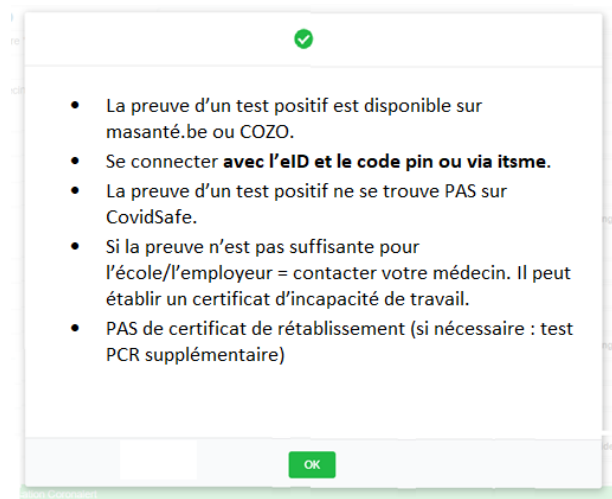 • La preuve d’un test positif est disponible sur
masanté.be ou COZO.
• Se connecter avec l’eID et le code pin ou via itsme.
• La preuve d’un test positif ne se trouve PAS sur
CovidSafe.
• Si la preuve n’est pas suffisante pour
l’école/l’employeur = contacter votre médecin. Il peut
établir un certificat d’incapacité de travail.
• PAS de certificat de rétablissement (si nécessaire : test
PCR supplémentaire)
OK